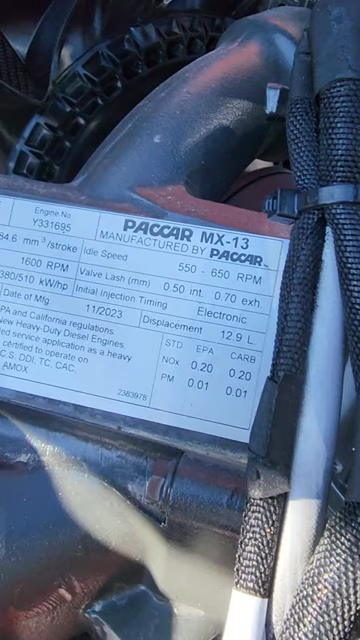 Engine No
Y331695
PACCAR MX-13
MANUFACTURED BY PACCAR
84.6 mm³/stroke
Idle Speed
550 - 650 RPM
1600 RPM
Valve Lash (mm)
0.50 int. 0.70 exh.
380/510 kW/hp
Initial Injection Timing
Electronic
Date of Mfg
11/2023
Displacement
12.9 L
PA and California regulations.
New Heavy-Duty Diesel Engines.
ded service application as a heavy
certified to operate on
C S: DDI, TC, CAC,
AMOX
STD EPA CARB
NOx 0.20 0.20
PM 0.01 0.01
2363978